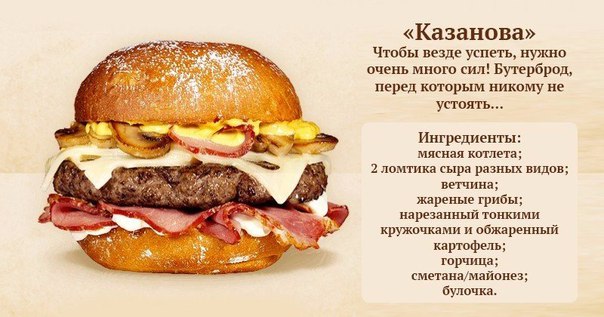 «Казанова»
Чтобы везде успеть, нужно
очень много сил! Бутерброд,
перед которым никому не
устоять...
Ингредиенты:
мясная котлета;
2 ломтика сыра разных видов;
ветчина;
жареные грибы;
нарезанный тонкими
кружочками и обжаренный
картофель;
горчица;
сметана/майонез;
булочка.